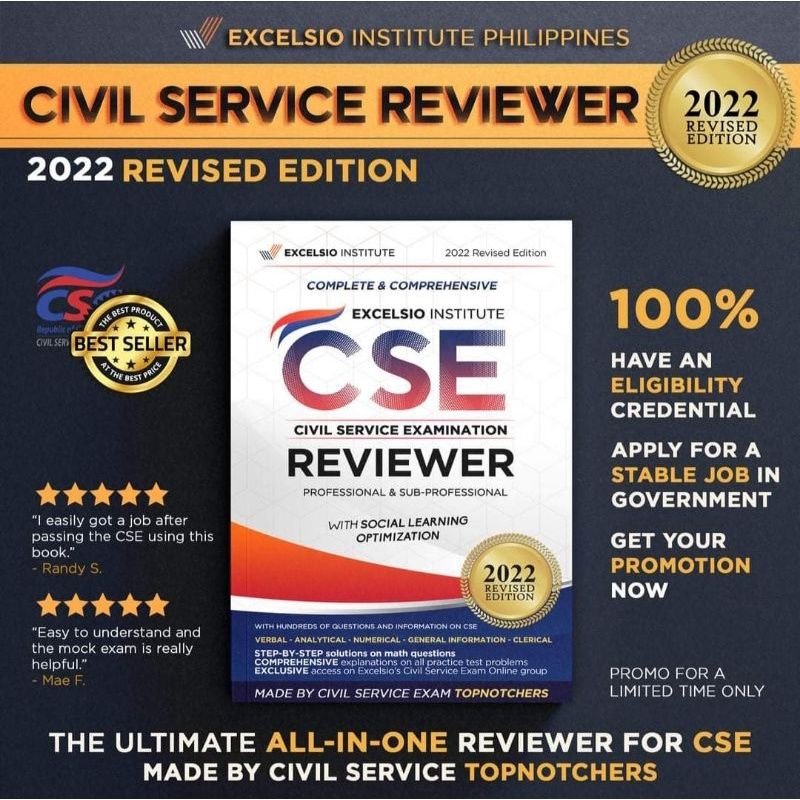 EXCELSIO INSTITUTE PHILIPPINES
CIVIL SERVICE REVIEWER
2022
REVISED
EDITION
2022 REVISED EDITION
EXCELSIO INSTITUTE
2022 Revised Edition
COMPLETE & COMPREHENSIVE
EXCELSIO INSTITUTE
CSE
CIVIL SERVICE EXAMINATION
REVIEWER
PROFESSIONAL & SUB-PROFESSIONAL
WITH SOCIAL LEARNING
OPTIMIZATION
2022
REVISED
EDITION
WITH HUNDREDS OF QUESTIONS AND INFORMATION ON CSE
VERBAL - ANALYTICAL - NUMERICAL - GENERAL INFORMATION - CLERICAL
STEP-BY-STEP solutions on math questions
COMPREHENSIVE explanations on all practice test problems
EXCLUSIVE access on Excelsio's Civil Service Exam Online group
MADE BY CIVIL SERVICE EXAM TOPNOTCHERS
CS
Republic of
CIVIL
THE BEST PRODUCT
BEST SELLER
AT THE BEST PRICE
"I easily got a job after
passing the CSE using this
book."
- Randy S.
"Easy to understand and
the mock exam is really
helpful."
- Mae F.
100%
HAVE AN
ELIGIBILITY
CREDENTIAL
APPLY FOR A
STABLE JOB IN
GOVERNMENT
GET YOUR
PROMOTION
NOW
PROMO FOR A
LIMITED TIME ONLY
THE ULTIMATE ALL-IN-ONE REVIEWER FOR CSE
MADE BY CIVIL SERVICE TOPNOTCHERS